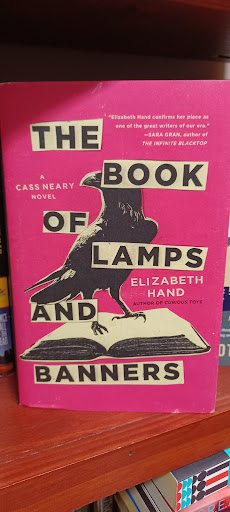 "Elizabeth Hand confirms her place as
one of the great writers of our era."
—SARA GRAN, author of
THE INFINITE BLACKTOP
THE
A
CASS NEARY
NOVEL
BOOK
OF
LAMPS
ELIZABETH
HAND
AUTHOR OF CURIOUS TOYS
AND
BANNERS